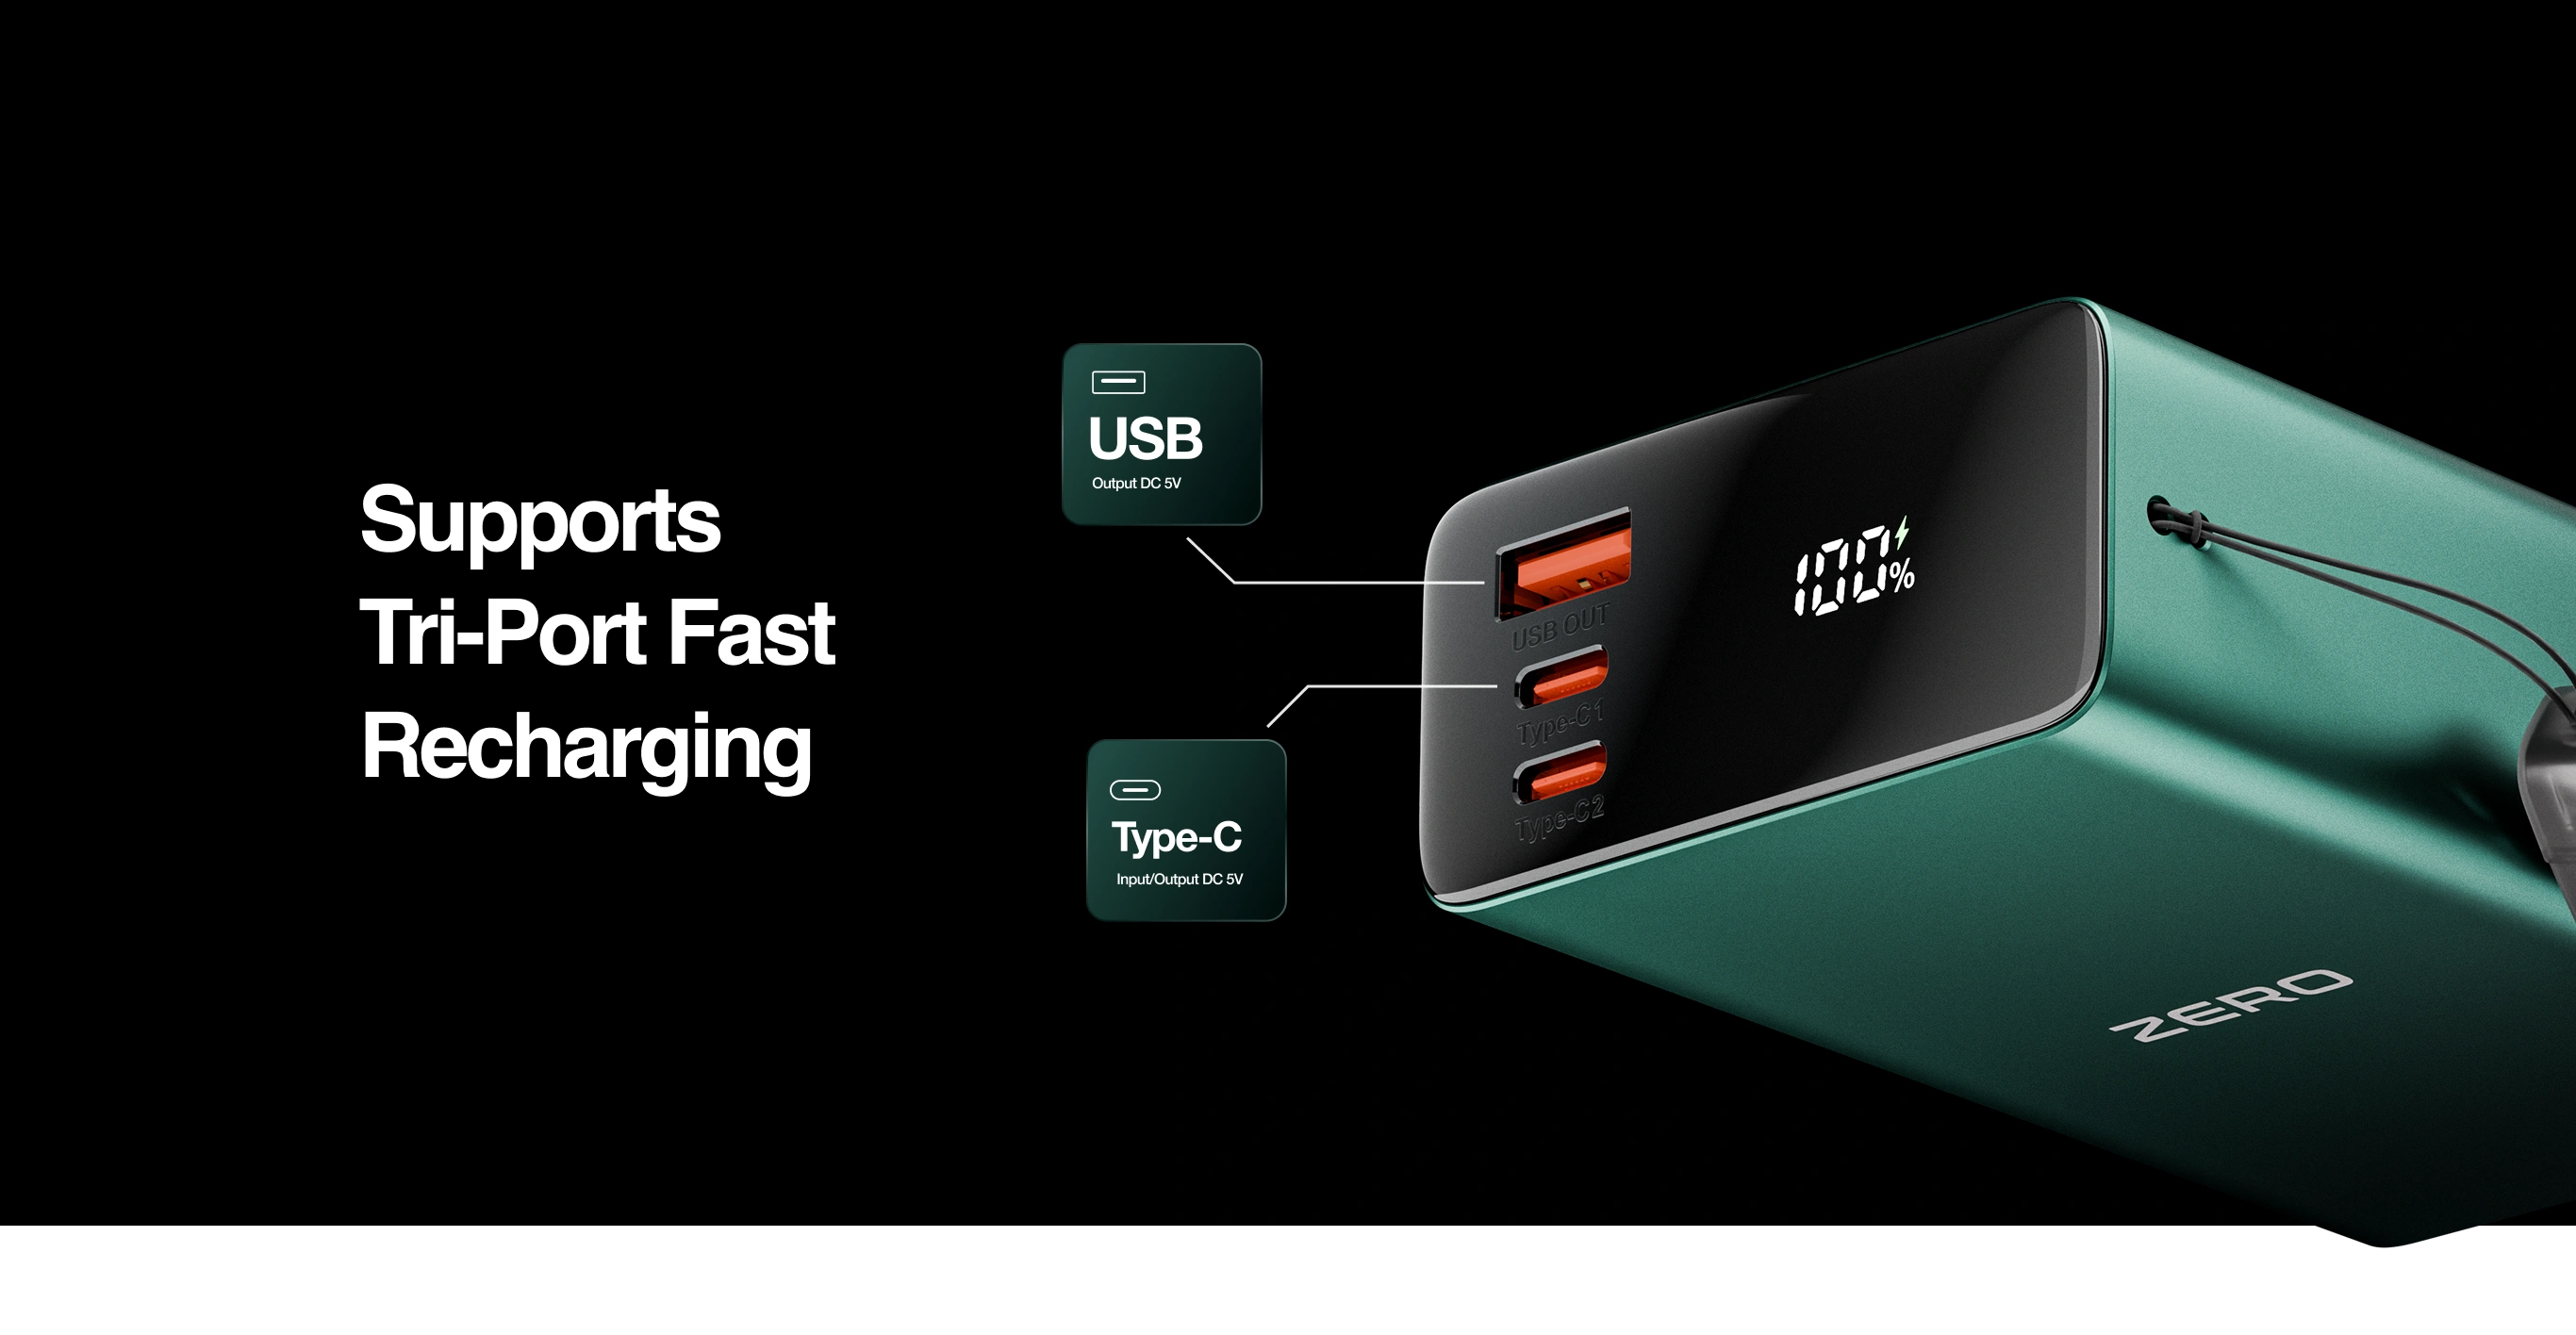 Supports
Tri-Port Fast
Recharging
USB
Output DC 5V
Type-C
Input/Output DC 5V
USB OUT
Type-C1
Type-C2
100%
ZERO